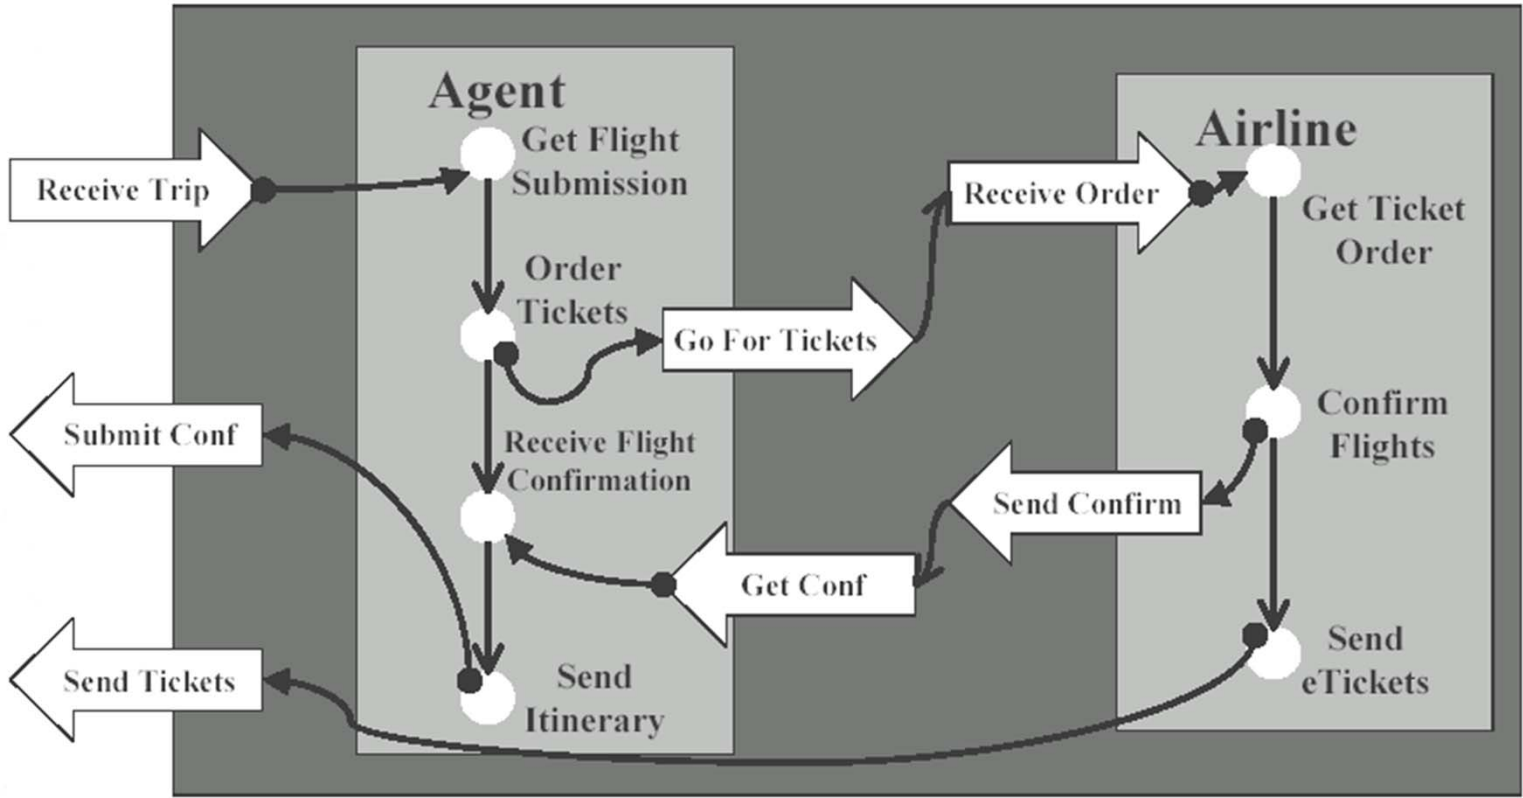 Agent
Get Flight
Submission
Receive Trip
Order
Tickets
Go For Tickets
Submit Conf
Receive Flight
Confirmation
Get Conf
Send Tickets
Send
Itinerary
Airline
Receive Order
Get Ticket
Order
Confirm
Flights
Send Confirm
Send
eTickets